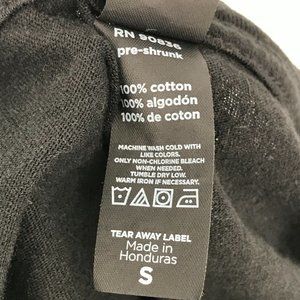 RN 90836
pre-shrunk
100% cotton
100% algodón
100% de coton
MACHINE WASH COLD WITH
LIKE COLORS.
ONLY NON-CHLORINE BLEACH
WHEN NEEDED.
TUMBLE DRY LOW.
WARM IRON IF NECESSARY.
TEAR AWAY LABEL
Made in
Honduras
S